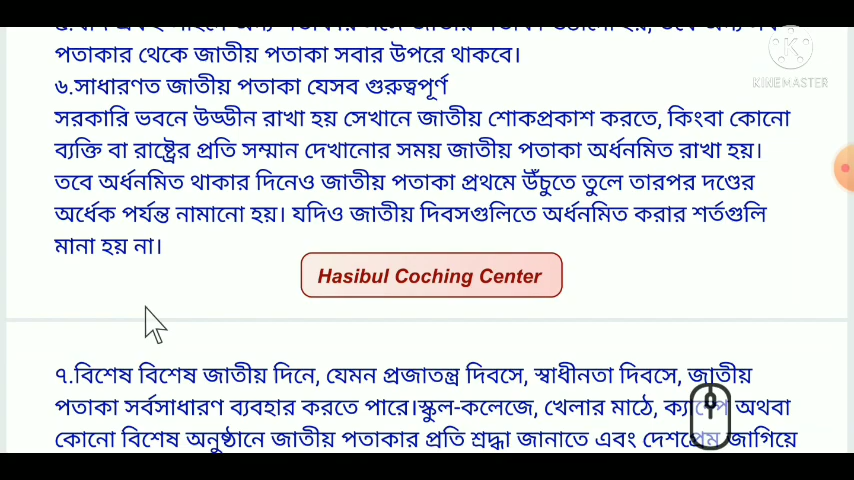 পতাকার থেকে জাতীয় পতাকা সবার উপরে থাকবে।
৬.সাধারণত জাতীয় পতাকা যেসব গুরুত্বপূর্ণ
সরকারি ভবনে উড্ডীন রাখা হয় সেখানে জাতীয় শোকপ্রকাশ করতে, কিংবা কোনো
ব্যক্তি বা রাষ্ট্রের প্রতি সম্মান দেখানোর সময় জাতীয় পতাকা অর্ধনমিত রাখা হয়।
তবে অর্ধনমিত থাকার দিনেও জাতীয় পতাকা প্রথমে উঁচুতে তুলে তারপর দণ্ডের
অর্ধেক পর্যন্ত নামানো হয়। যদিও জাতীয় দিবসগুলিতে অর্ধনমিত করার শর্তগুলি
মানা হয় না।
Hasibul Coching Center
৭.বিশেষ বিশেষ জাতীয় দিনে, যেমন প্রজাতন্ত্র দিবসে, স্বাধীনতা দিবসে, জাতীয়
পতাকা সর্বসাধারণ ব্যবহার করতে পারে।স্কুল-কলেজে, খেলার মাঠে, ক্যাম্পে অথবা
কোনো বিশেষ অনুষ্ঠানে জাতীয় পতাকার প্রতি শ্রদ্ধা জানাতে এবং দেশপ্রেম জাগিয়ে
KINEMASTER